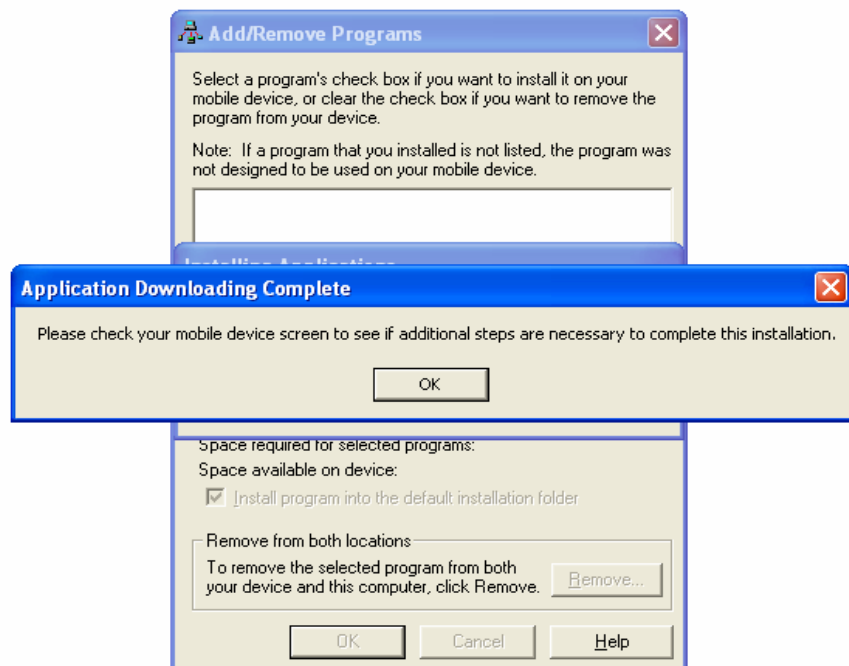 Add/Remove Programs
Select a program's check box if you want to install it on your
mobile device, or clear the check box if you want to remove the
program from your device.
Note: If a program that you installed is not listed, the program was
not designed to be used on your mobile device.
Installing Applications
Application Downloading Complete
Please check your mobile device screen to see if additional steps are necessary to complete this installation.
OK
Space required for selected programs:
Space available on device:
Install program into the default installation folder
Remove from both locations
To remove the selected program from both
your device and this computer, click Remove.
Remove...
OK
Cancel
Help